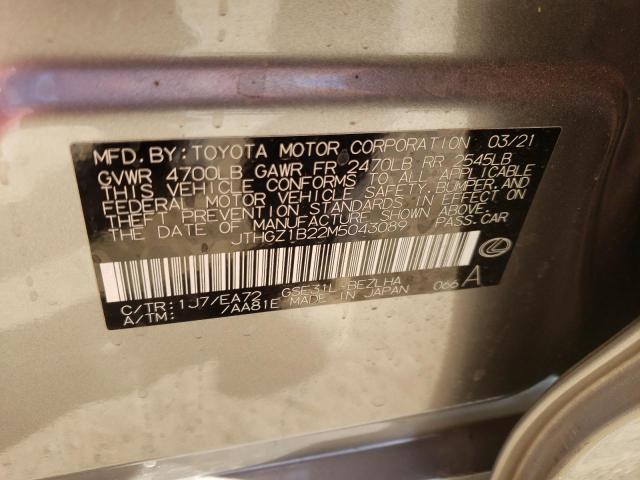 MFD.BY:TOYOTA MOTOR CORPORATION 03/21
GVWR 4700LB GAWR FR 2470LB RR 2545LB
THIS VEHICLE CONFORMS TO ALL APPLICABLE
FEDERAL MOTOR VEHICLE SAFETY,BUMPER,AND
THEFT PREVENTION STANDARDS IN EFFECT ON
THE DATE OF MANUFACTURE SHOWN ABOVE.
JTHGZ1B22M5043089 PASS.CAR
C/TR:1J7/EA72 GSE31L-BEZLHA 066 A
A/TM: 7AA81E MADE IN JAPAN